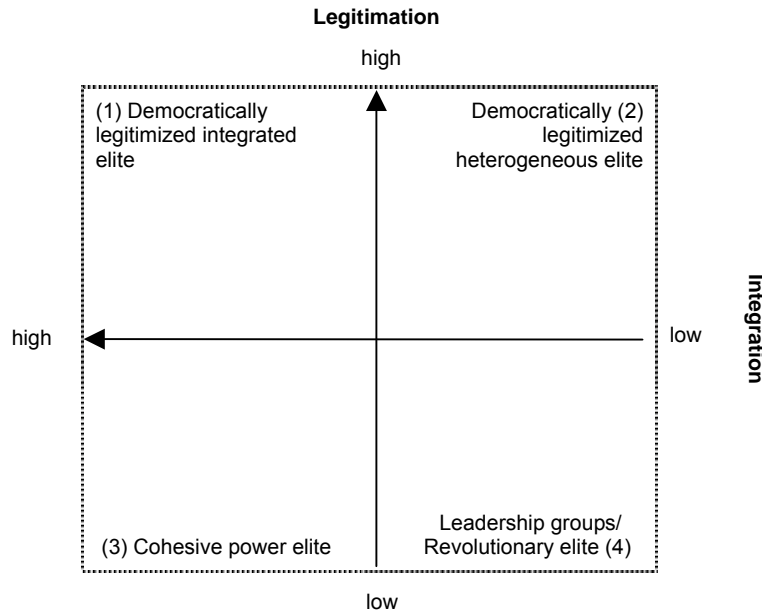 Legitimation
high
(1) Democratically
legitimized integrated
elite
Democratically (2)
legitimized
heterogeneous elite
high
low
Integration
(3) Cohesive power elite
Leadership groups/
Revolutionary elite (4)
low